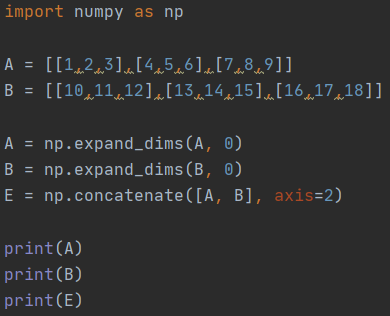 import numpy as np
A = [[1,2,3],[4,5,6],[7,8,9]]
B = [[10,11,12],[13,14,15],[16,17,18]]
A = np.expand_dims(A, 0)
B = np.expand_dims(B, 0)
E = np.concatenate([A, B], axis=2)
print(A)
print(B)
print(E)